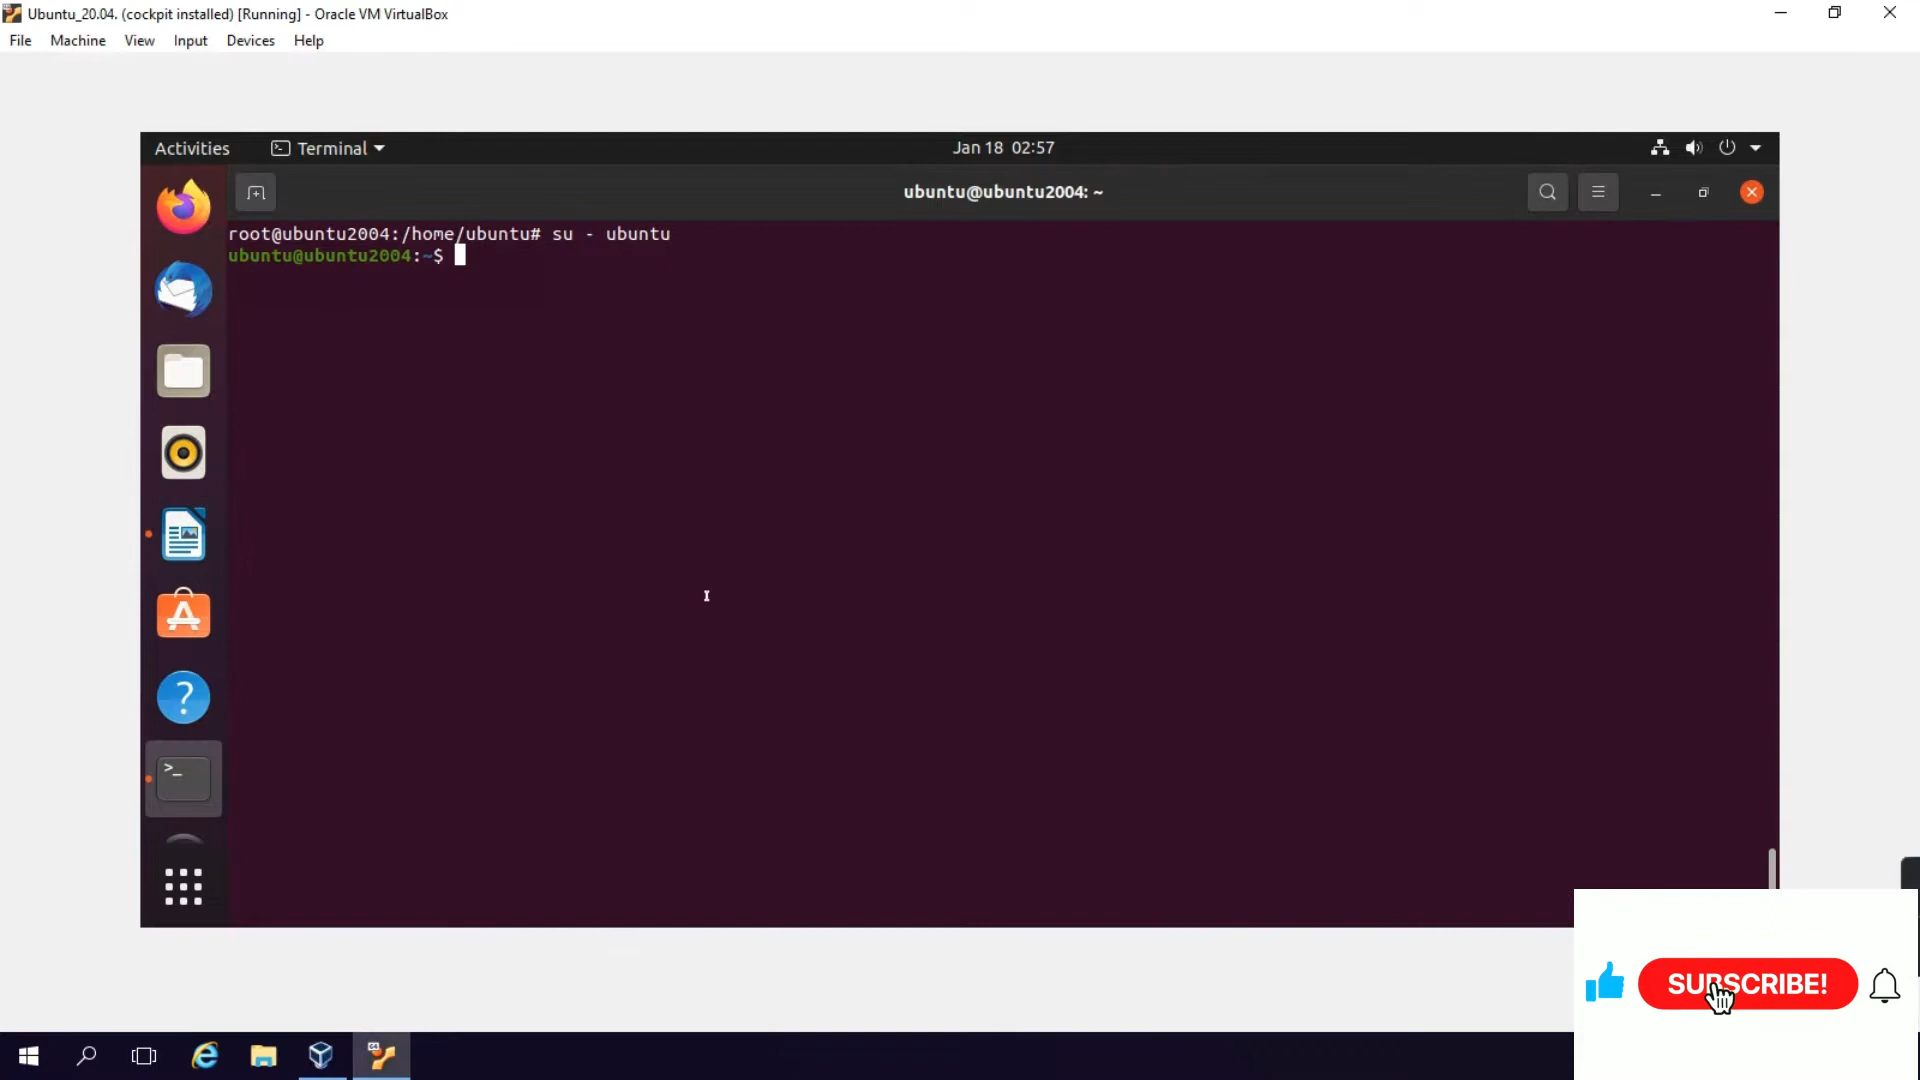 Ubuntu_20.04. (cockpit installed) [Running] - Oracle VM VirtualBox
File Machine View Input Devices Help
Activities Terminal Jan 18 02:57
ubuntu@ubuntu2004: ~
root@ubuntu2004:/home/ubuntu# su - ubuntu
ubuntu@ubuntu2004:~$
?
>_
SUBSCRIBE!
64